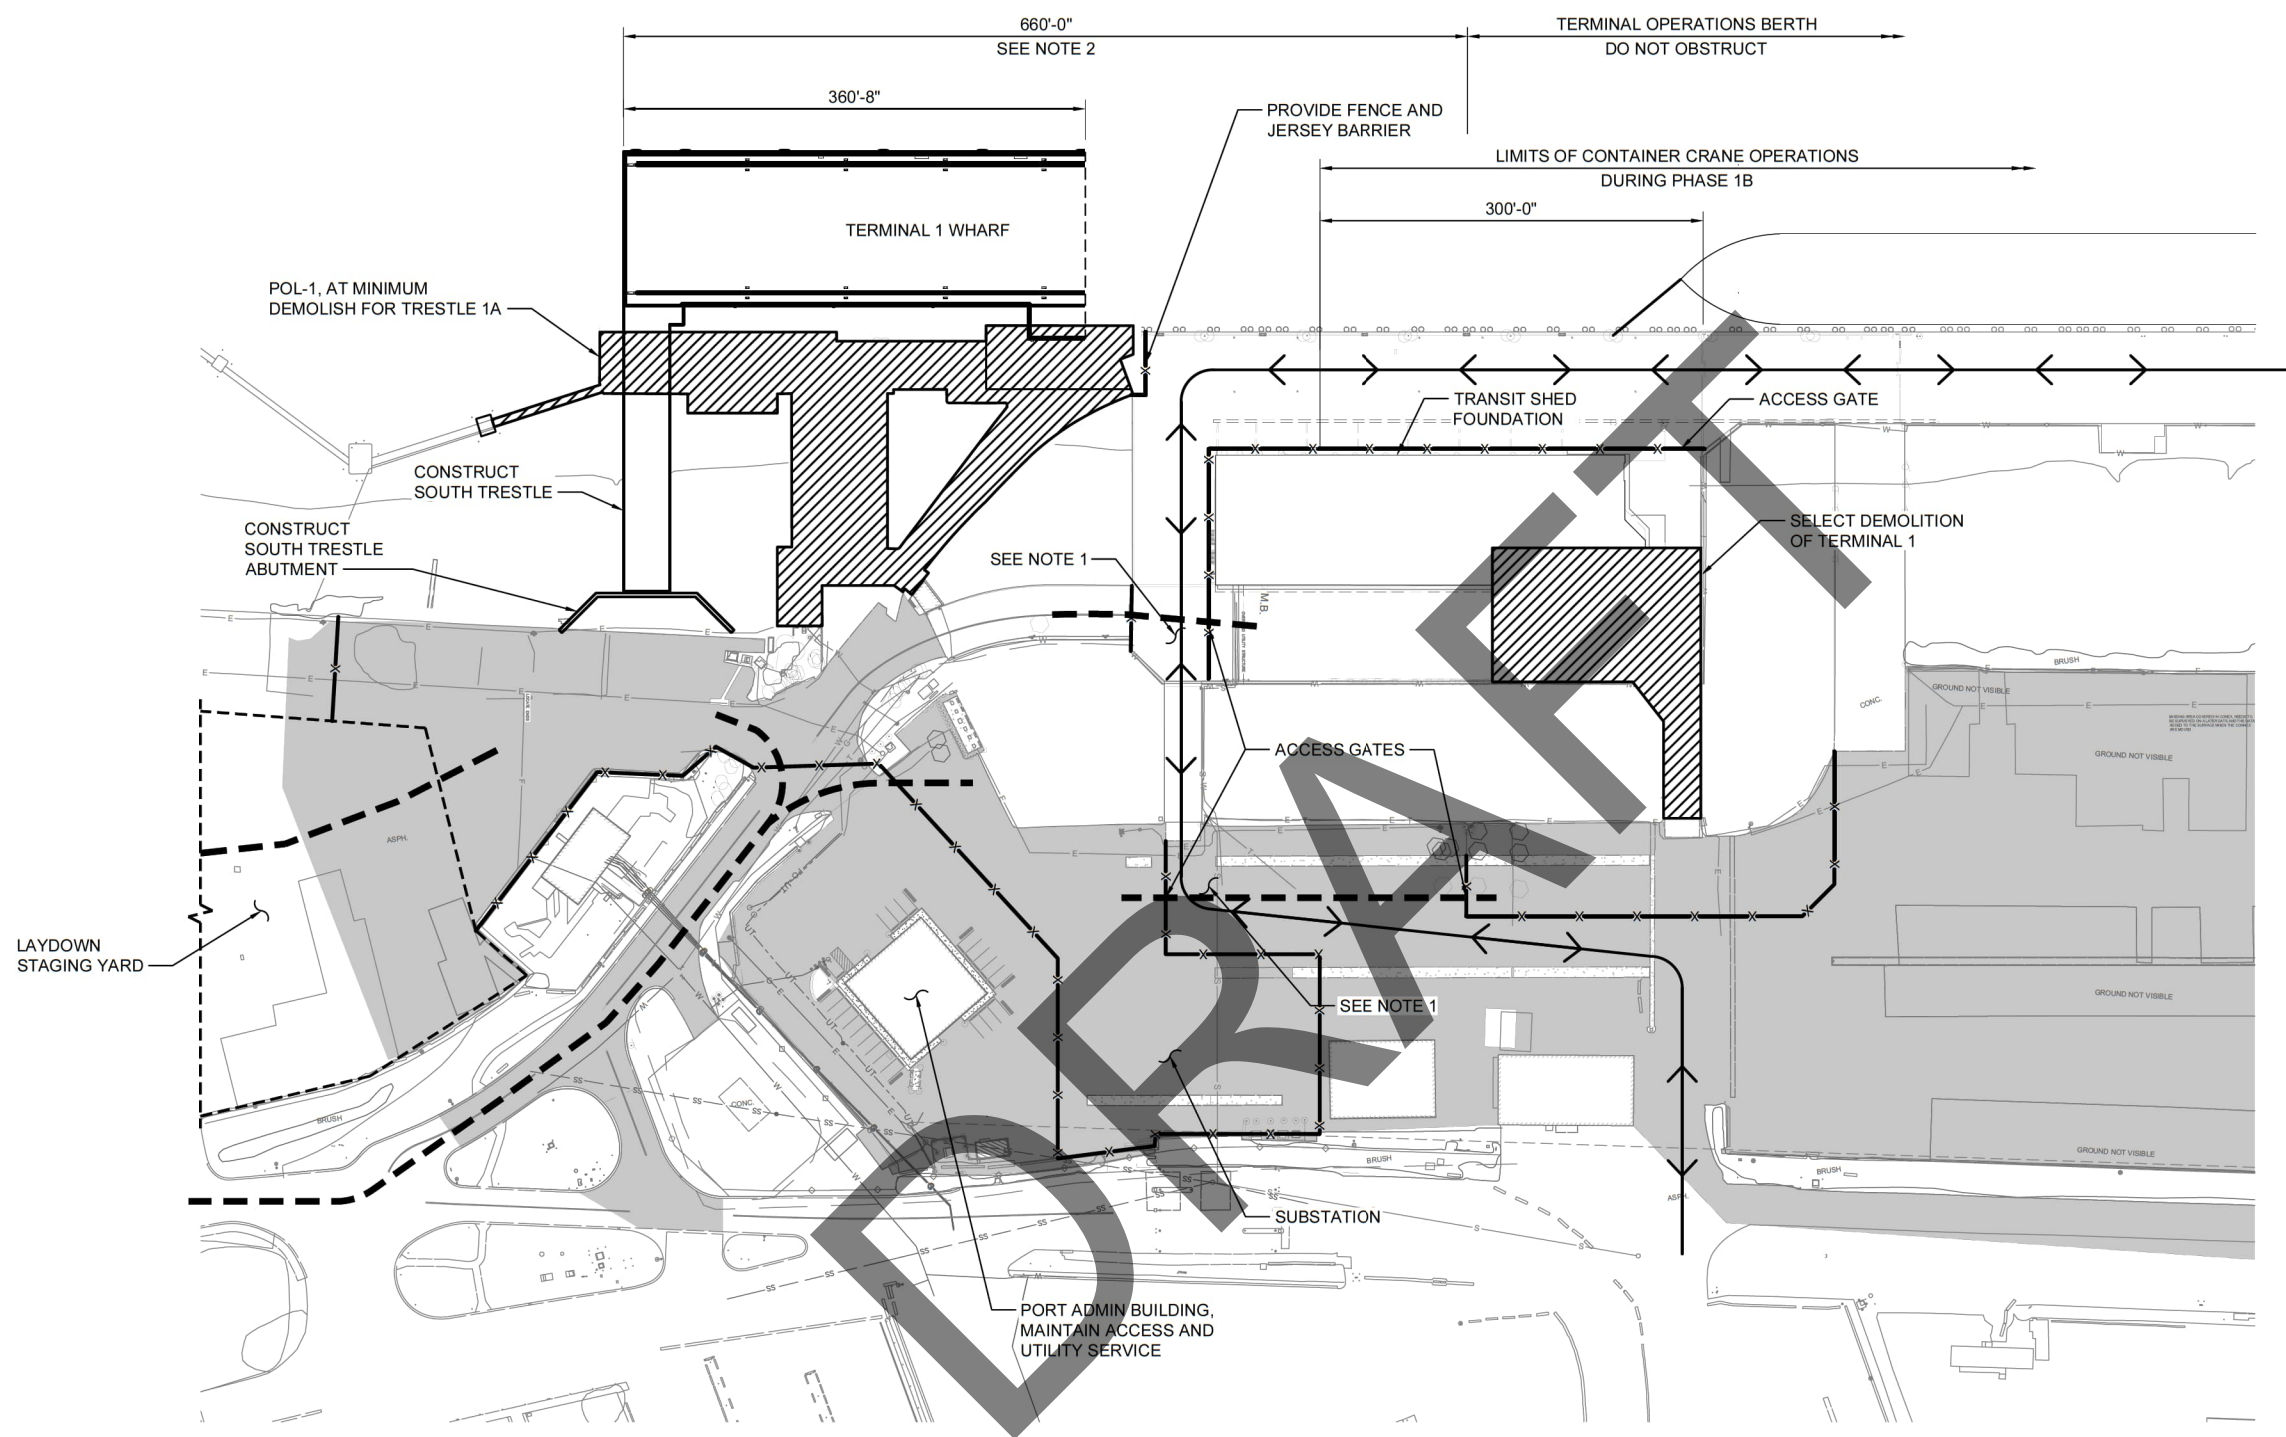 660'-0"
SEE NOTE 2
TERMINAL OPERATIONS BERTH
DO NOT OBSTRUCT
360'-8"
PROVIDE FENCE AND
JERSEY BARRIER
LIMITS OF CONTAINER CRANE OPERATIONS
DURING PHASE 1B
300'-0"
TERMINAL 1 WHARF
POL-1, AT MINIMUM
DEMOLISH FOR TRESTLE 1A
TRANSIT SHED
FOUNDATION
ACCESS GATE
CONSTRUCT
SOUTH TRESTLE
CONSTRUCT
SOUTH TRESTLE
ABUTMENT
SEE NOTE 1
SELECT DEMOLITION
OF TERMINAL 1
M.B.
BRUSH
GROUND NOT VISIBLE
CONC.
ACCESS GATES
GROUND NOT VISIBLE
ASPH.
LAYDOWN
STAGING YARD
SEE NOTE 1
GROUND NOT VISIBLE
CONC.
BRUSH
BRUSH
GROUND NOT VISIBLE
BRUSH
ASPH.
SUBSTATION
PORT ADMIN BUILDING,
MAINTAIN ACCESS AND
UTILITY SERVICE
DRAFT